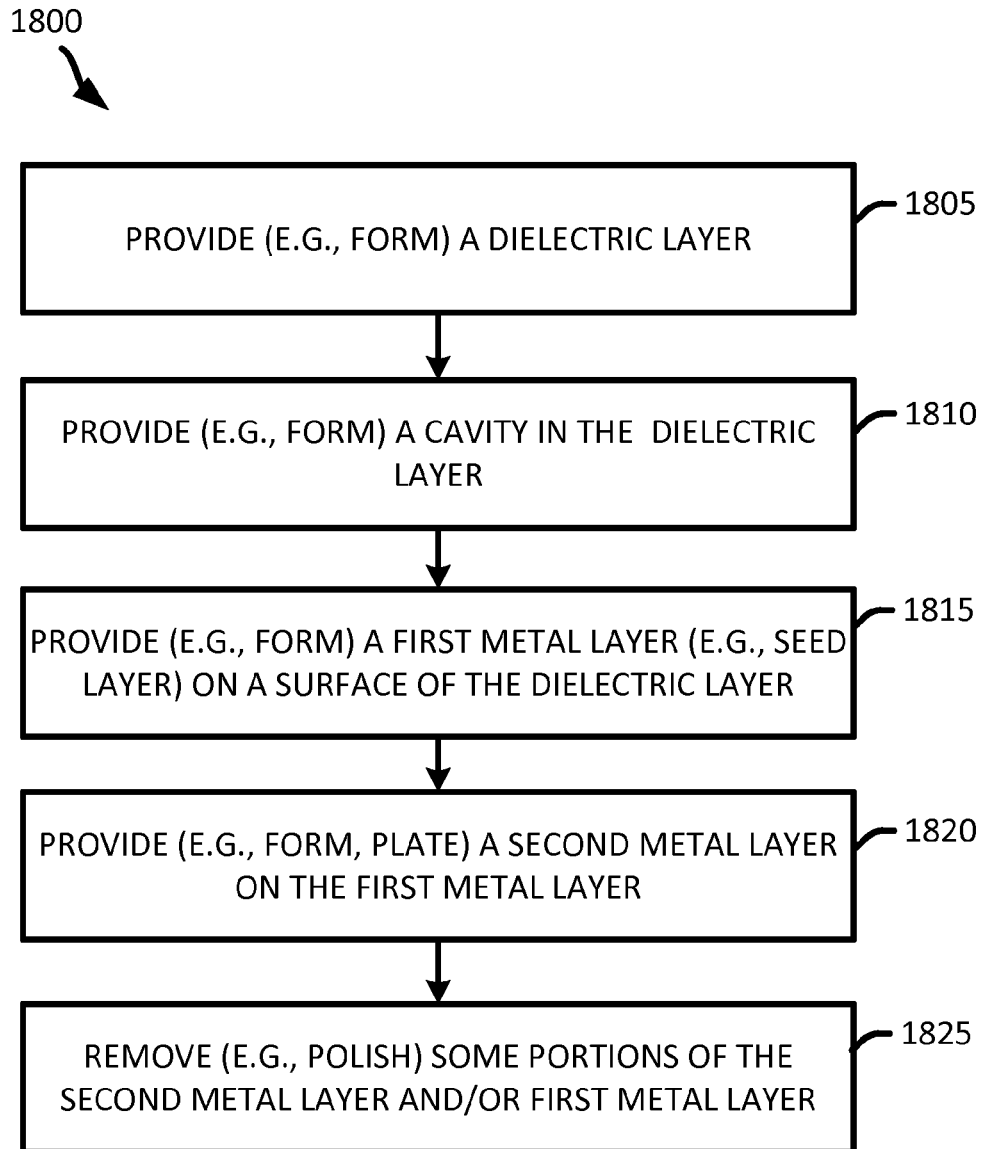 1800
PROVIDE (E.G., FORM) A DIELECTRIC LAYER
1805
PROVIDE (E.G., FORM) A CAVITY IN THE DIELECTRIC
LAYER
1810
PROVIDE (E.G., FORM) A FIRST METAL LAYER (E.G., SEED
LAYER) ON A SURFACE OF THE DIELECTRIC LAYER
1815
PROVIDE (E.G., FORM, PLATE) A SECOND METAL LAYER
ON THE FIRST METAL LAYER
1820
REMOVE (E.G., POLISH) SOME PORTIONS OF THE
SECOND METAL LAYER AND/OR FIRST METAL LAYER
1825